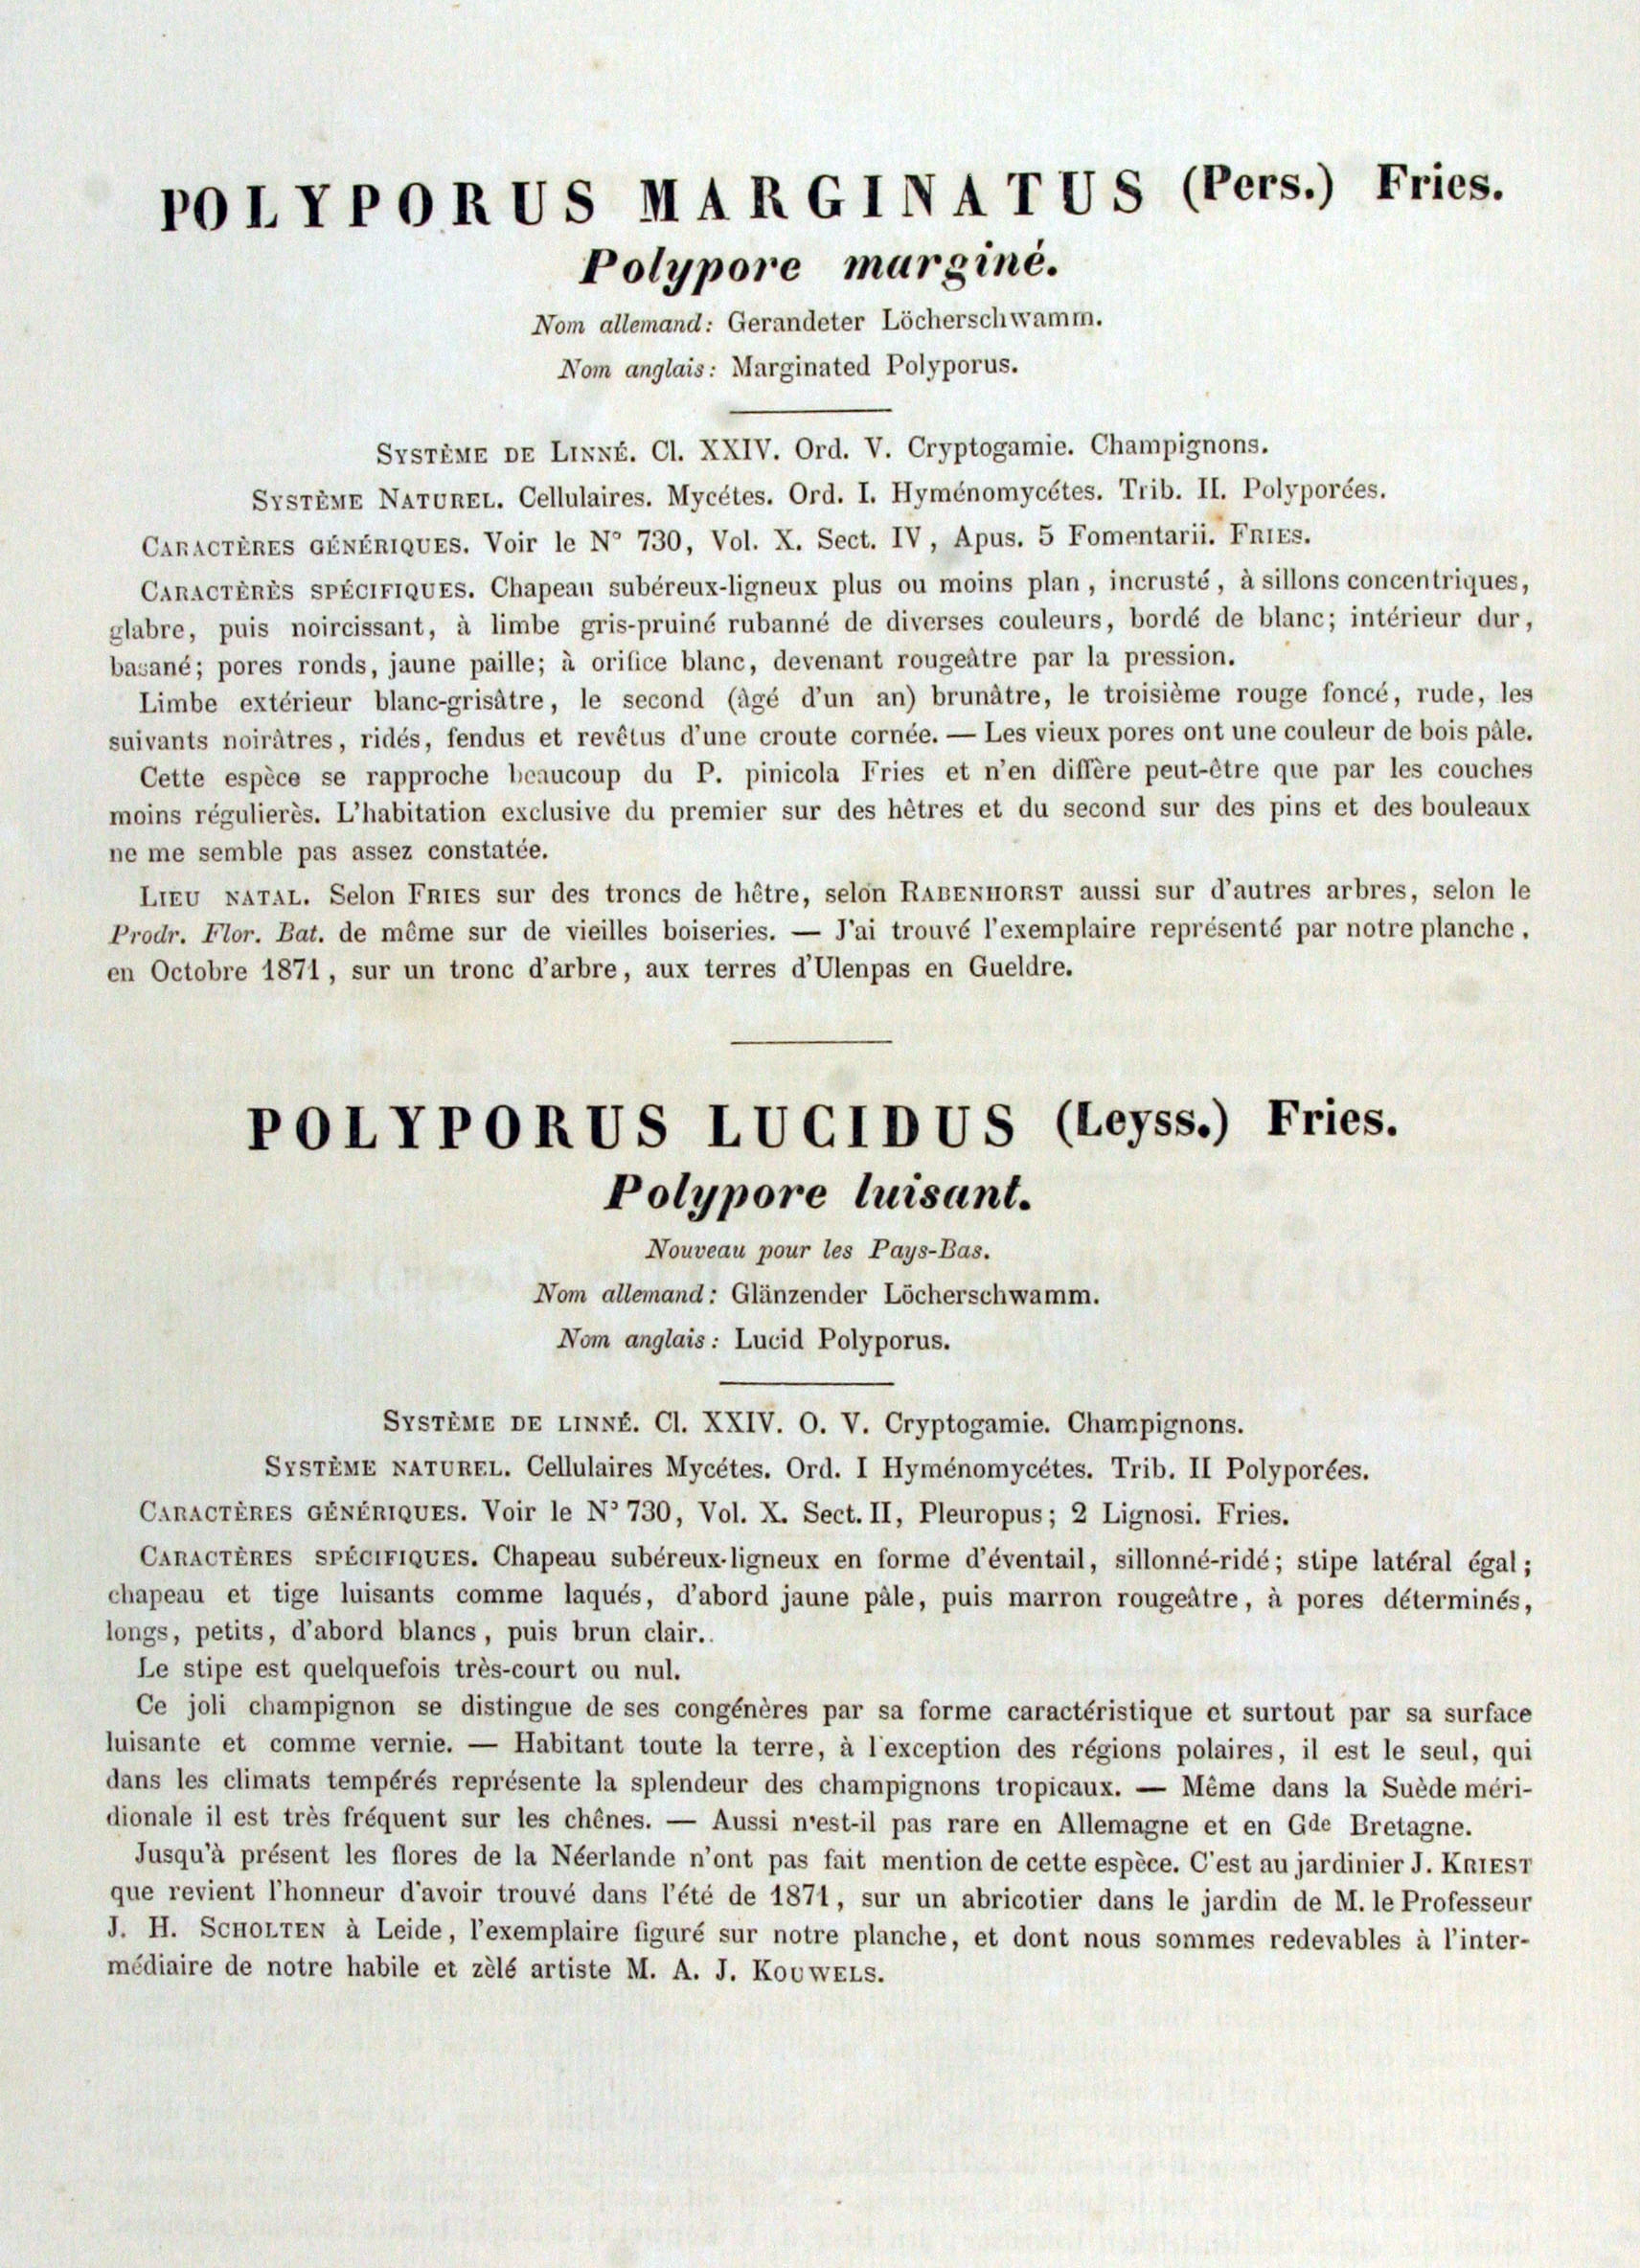 POLYPORUS MARGINATUS (Pers.) Fries.
Polypore marginé.
Nom allemand: Gerandeter Löcherschwamm.
Nom anglais: Marginated Polyporus.
SYSTÈME DE LINNÉ. Cl. XXIV. Ord. V. Cryptogamie. Champignons.
SYSTÈME NATUREL. Cellulaires. Mycétes. Ord. I. Hyménomycétes. Trib. II. Polyporées.
CARACTÈRES GÉNÉRIQUES. Voir le No 730, Vol. X. Sect. IV, Apus. 5 Fomentarii. FRIES.
CARACTÈRÈS SPÉCIFIQUES. Chapeau subéreux-ligneux plus ou moins plan, incrusté, à sillons concentriques,
glabre, puis noircissant, à limbe gris-pruiné rubanné de diverses couleurs, bordé de blanc; intérieur dur,
basané; pores ronds, jaune paille; à orifice blanc, devenant rougeâtre par la pression.
Limbe extérieur blanc-grisâtre, le second (âgé d'un an) brunâtre, le troisième rouge foncé, rude, les
suivants noirâtres, ridés, fendus et revêtus d'une croute cornée. — Les vieux pores ont une couleur de bois pâle.
Cette espèce se rapproche beaucoup du P. pinicola Fries et n'en diffère peut-être que par les couches
moins régulierès. L'habitation exclusive du premier sur des hêtres et du second sur des pins et des bouleaux
ne me semble pas assez constatée.
LIEU NATAL. Selon FRIES sur des troncs de hêtre, selon RABENHORST aussi sur d'autres arbres, selon le
Prodr. Flor. Bat. de même sur de vieilles boiseries. — J'ai trouvé l'exemplaire représenté par notre planche,
en Octobre 1871, sur un tronc d'arbre, aux terres d'Ulenpas en Gueldre.
POLYPORUS LUCIDUS (Leyss.) Fries.
Polypore luisant.
Nouveau pour les Pays-Bas.
Nom allemand: Glänzender Löcherschwamm.
Nom anglais: Lucid Polyporus.
SYSTÈME DE LINNÉ. Cl. XXIV. O. V. Cryptogamie. Champignons.
SYSTÈME NATUREL. Cellulaires Mycétes. Ord. I Hyménomycétes. Trib. II Polyporées.
CARACTÈRES GÉNÉRIQUES. Voir le No 730, Vol. X. Sect. II, Pleuropus; 2 Lignosi. Fries.
CARACTÈRES SPÉCIFIQUES. Chapeau subéreux-ligneux en forme d'éventail, sillonné-ridé; stipe latéral égal;
chapeau et tige luisants comme laqués, d'abord jaune pâle, puis marron rougeâtre, à pores déterminés,
longs, petits, d'abord blancs, puis brun clair..
Le stipe est quelquefois très-court ou nul.
Ce joli champignon se distingue de ses congénères par sa forme caractéristique et surtout par sa surface
luisante et comme vernie. — Habitant toute la terre, à l'exception des régions polaires, il est le seul, qui
dans les climats tempérés représente la splendeur des champignons tropicaux. — Même dans la Suède méri-
dionale il est très fréquent sur les chênes. — Aussi n'est-il pas rare en Allemagne et en Gde Bretagne.
Jusqu'à présent les flores de la Néerlande n'ont pas fait mention de cette espèce. C'est au jardinier J. KRIEST
que revient l'honneur d'avoir trouvé dans l'été de 1871, sur un abricotier dans le jardin de M. le Professeur
J. H. SCHOLTEN à Leide, l'exemplaire figuré sur notre planche, et dont nous sommes redevables à l'inter-
médiaire de notre habile et zèlé artiste M. A. J. KOUWELS.